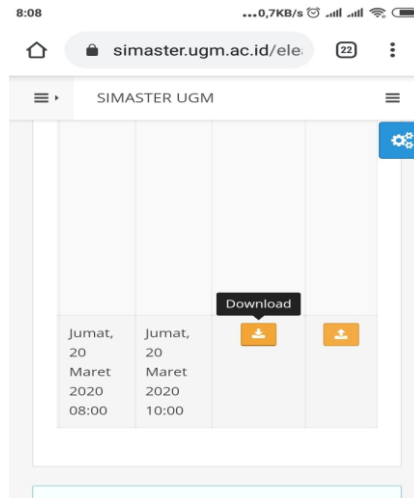 8:08
...0,7KB/s
simaster.ugm.ac.id/ele
22
SIMASTER UGM
Download
Jumat,
20
Maret
2020
08:00
Jumat,
20
Maret
2020
10:00